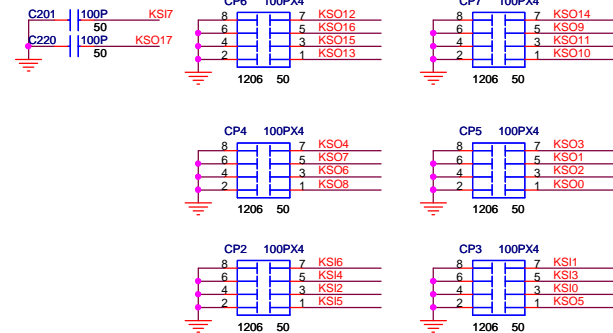 C201 100P KSI7
50
C220 100P KSO17
50
CP6 100PX4
8 7 KSO12
6 5 KSO16
4 3 KSO15
2 1 KSO13
1206 50
CP7 100PX4
8 7 KSO14
6 5 KSO9
4 3 KSO11
2 1 KSO10
1206 50
CP4 100PX4
8 7 KSO4
6 5 KSO7
4 3 KSO6
2 1 KSO8
1206 50
CP5 100PX4
8 7 KSO3
6 5 KSO1
4 3 KSO2
2 1 KSO0
1206 50
CP2 100PX4
8 7 KSI6
6 5 KSI4
4 3 KSI2
2 1 KSI5
1206 50
CP3 100PX4
8 7 KSI1
6 5 KSI3
4 3 KSI0
2 1 KSO5
1206 50